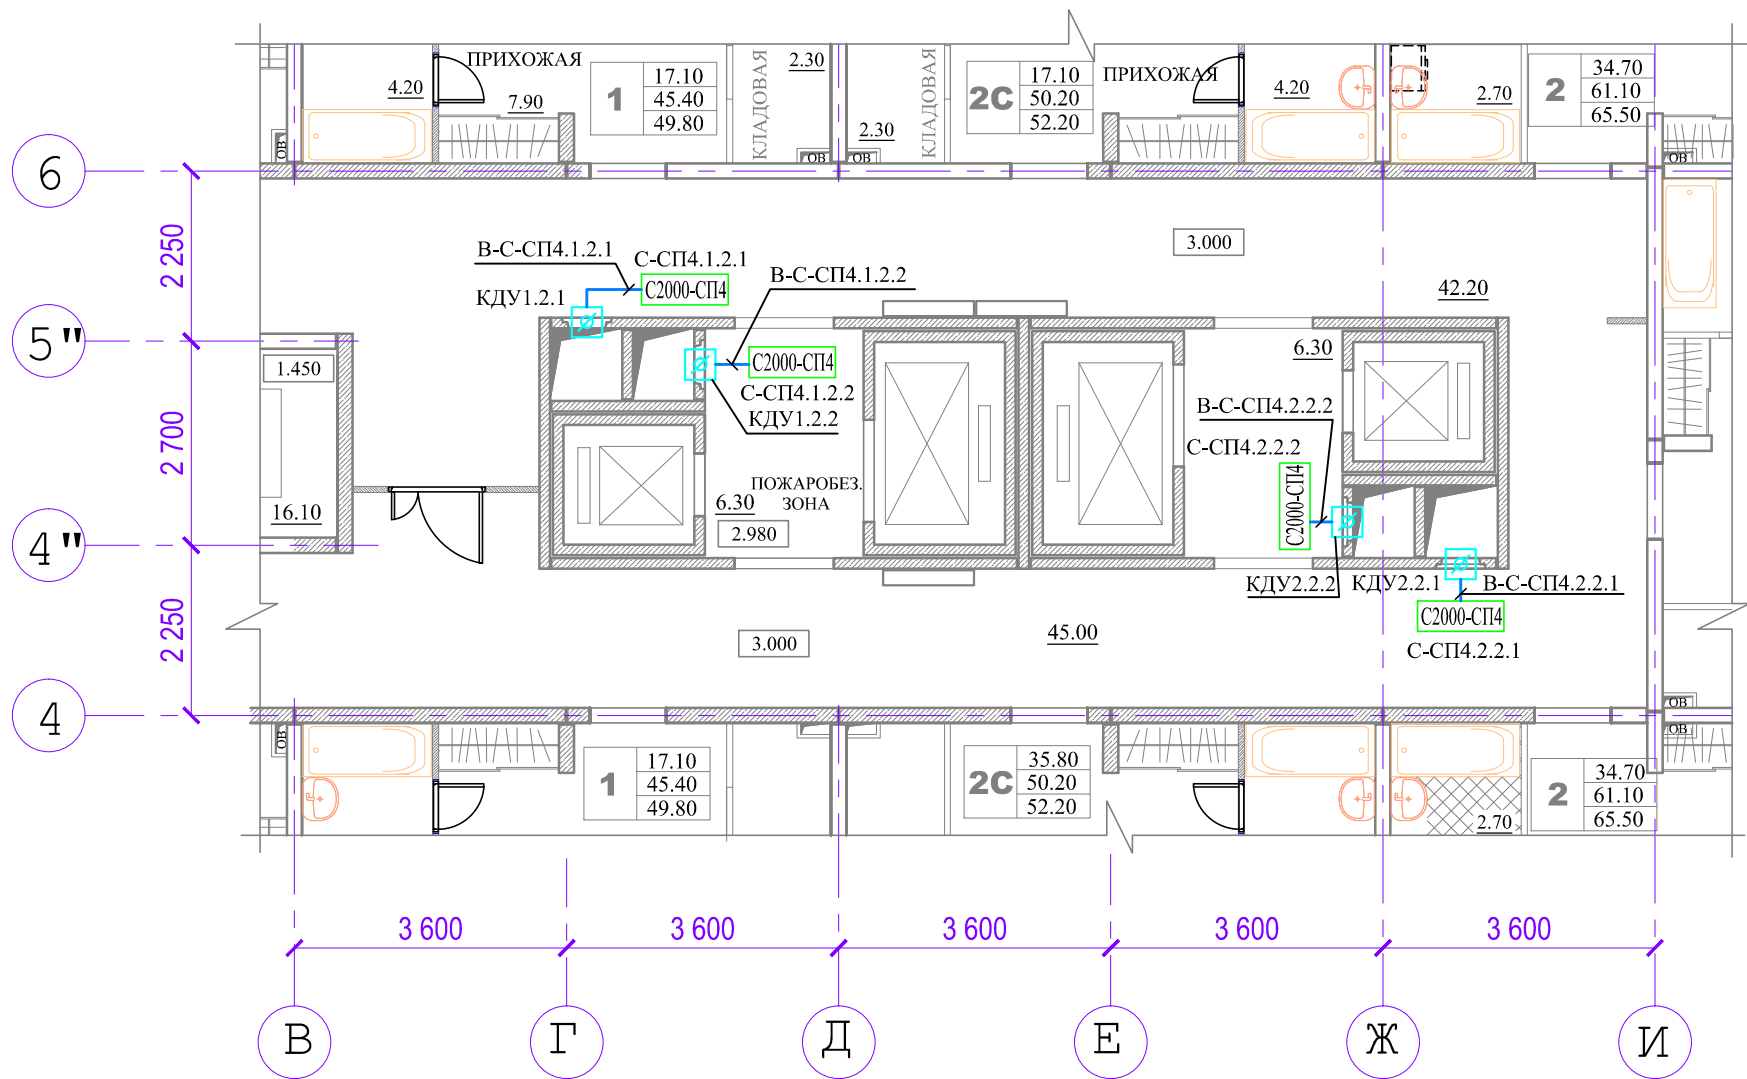 ПРИХОЖАЯ
4.20
7.90
1
17.10
45.40
49.80
КЛАДОВАЯ
2.30
2.30
КЛАДОВАЯ
2С
17.10
50.20
52.20
ПРИХОЖАЯ
4.20
2.70
2
34.70
61.10
65.50
ОВ
ОВ
ОВ
ОВ
6
5"
4"
4
2 250
2 700
2 250
В-С-СП4.1.2.1
С-СП4.1.2.1
С2000-СП4
КДУ1.2.1
В-С-СП4.1.2.2
С2000-СП4
С-СП4.1.2.2
КДУ1.2.2
3.000
42.20
1.450
16.10
6.30
ПОЖАРОБЕЗ.
ЗОНА
6.30
2.980
В-С-СП4.2.2.2
С-СП4.2.2.2
С2000-СП4
КДУ2.2.2
КДУ2.2.1
В-С-СП4.2.2.1
С2000-СП4
С-СП4.2.2.1
3.000
45.00
ОВ
ОВ
ОВ
1
17.10
45.40
49.80
2С
35.80
50.20
52.20
2.70
2
34.70
61.10
65.50
3 600
3 600
3 600
3 600
3 600
В
Г
Д
Е
Ж
И